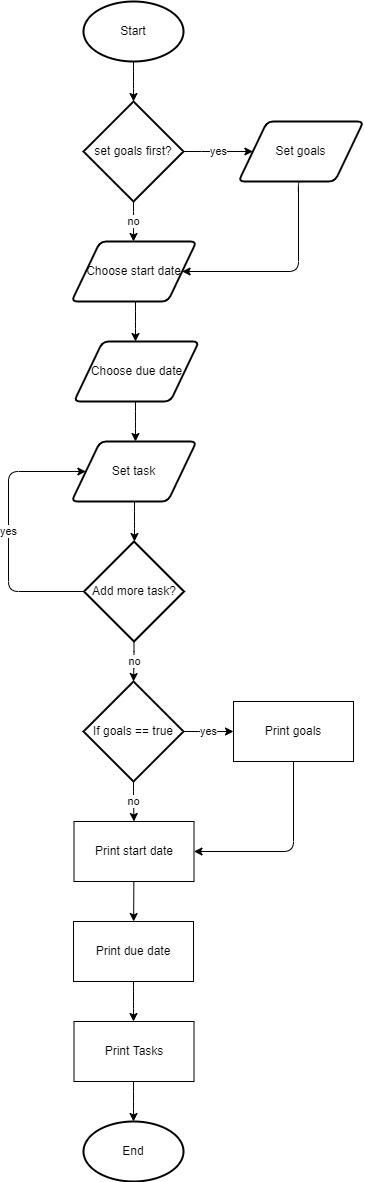 Start
set goals first?
yes
Set goals
no
Choose start date
Choose due date
Set task
yes
Add more task?
no
If goals == true
yes
Print goals
no
Print start date
Print due date
Print Tasks
End